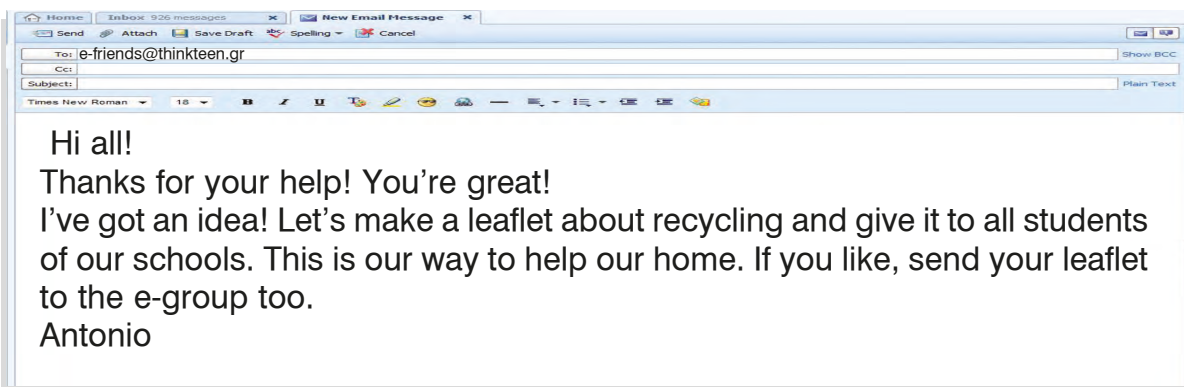 Home Inbox 926 messages New Email Message
Send Attach Save Draft Spelling Cancel
To: e-friends@thinkteen.gr Show BCC
Cc:
Subject: Plain Text
Times New Roman 18 B I U
Hi all!
Thanks for your help! You're great!
I've got an idea! Let's make a leaflet about recycling and give it to all students
of our schools. This is our way to help our home. If you like, send your leaflet
to the e-group too.
Antonio